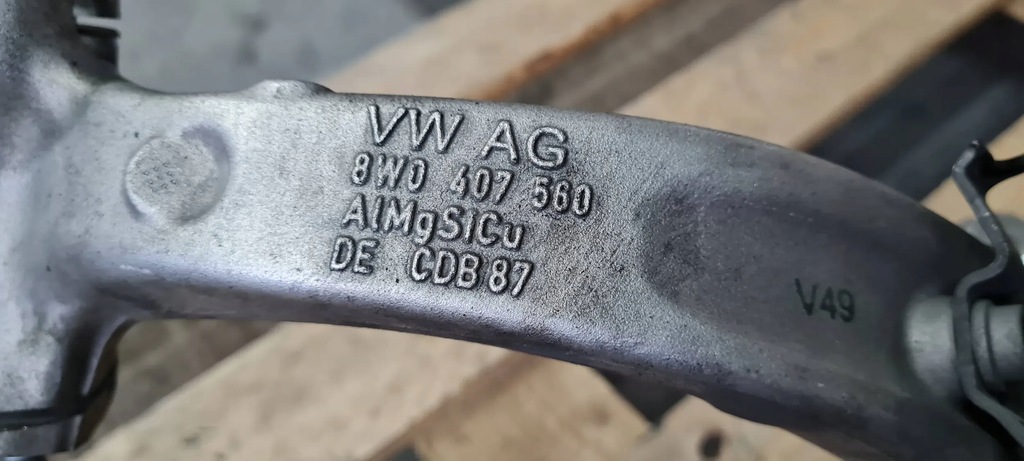 VW AG
8W0 407 560
AlMgSiCu
DE CDB 87
V49